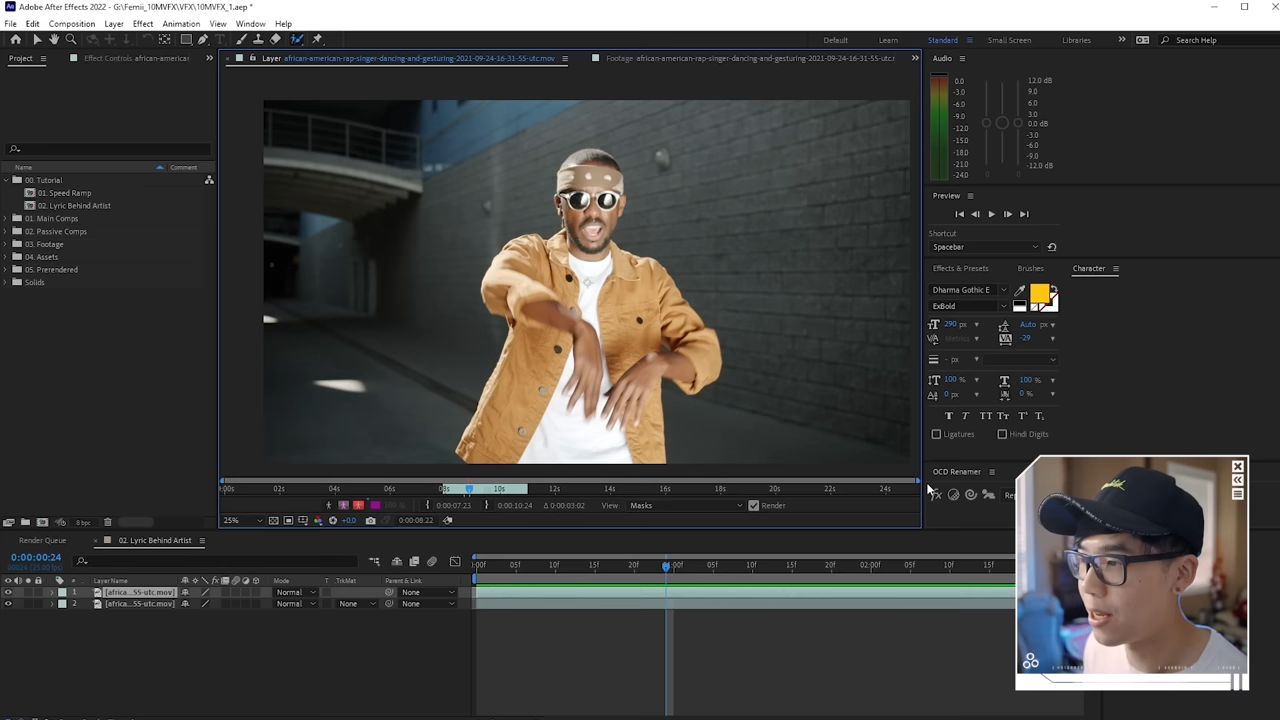 Adobe After Effects 2022 - G:\Femii_10MVFX\VFX\10MVFX_1.aep *
File Edit Composition Layer Effect Animation View Window Help
Default Learn Standard Small Screen Libraries Search Help
Project Effect Controls african-american
Layer african-american-rap-singer-dancing-and-gesturing-2021-09-24-16-31-55-utc.mov
Footage african-american-rap-singer-dancing-and-gesturing-2021-09-24-16-31-55-utc.r
Name Comment
00. Tutorial
01. Speed Ramp
02. Lyric Behind Artist
01. Main Comps
02. Passive Comps
03. Footage
04. Assets
05. Prerendered
Solids
8 bpc
:00s 02s 04s 06s 08s 10s 12s 14s 16s 18s 20s 22s 24s
0:00:07:23 0:00:10:24 Δ 0:00:03:02 View: Masks Render
25% +0.0 0:00:08:22
Audio
0.0 12.0 dB
-3.0 9.0
-6.0 6.0
-9.0 3.0
-12.0 0.0 dB
-15.0 -3.0
-18.0 -6.0
-21.0 -9.0
-24.0 -12.0 dB
Preview
Shortcut
Spacebar
Effects & Presets Brushes Character
Dharma Gothic E
ExBold
290 px Auto px
Metrics -29
- px
100 % 100 %
0 px 0 %
T T TT Tr T¹ T₁
Ligatures Hindi Digits
OCD Renamer
Rep
Render Queue 02. Lyric Behind Artist
0:00:00:24
00024 (25.00 fps)
# Layer Name Mode T TrkMat Parent & Link
1 [africa...55-utc.mov] Normal None
2 [africa...55-utc.mov] Normal None None
:00f 05f 10f 15f 20f 01:00f 05f 10f 15f 20f 02:00f 05f 10f 15f